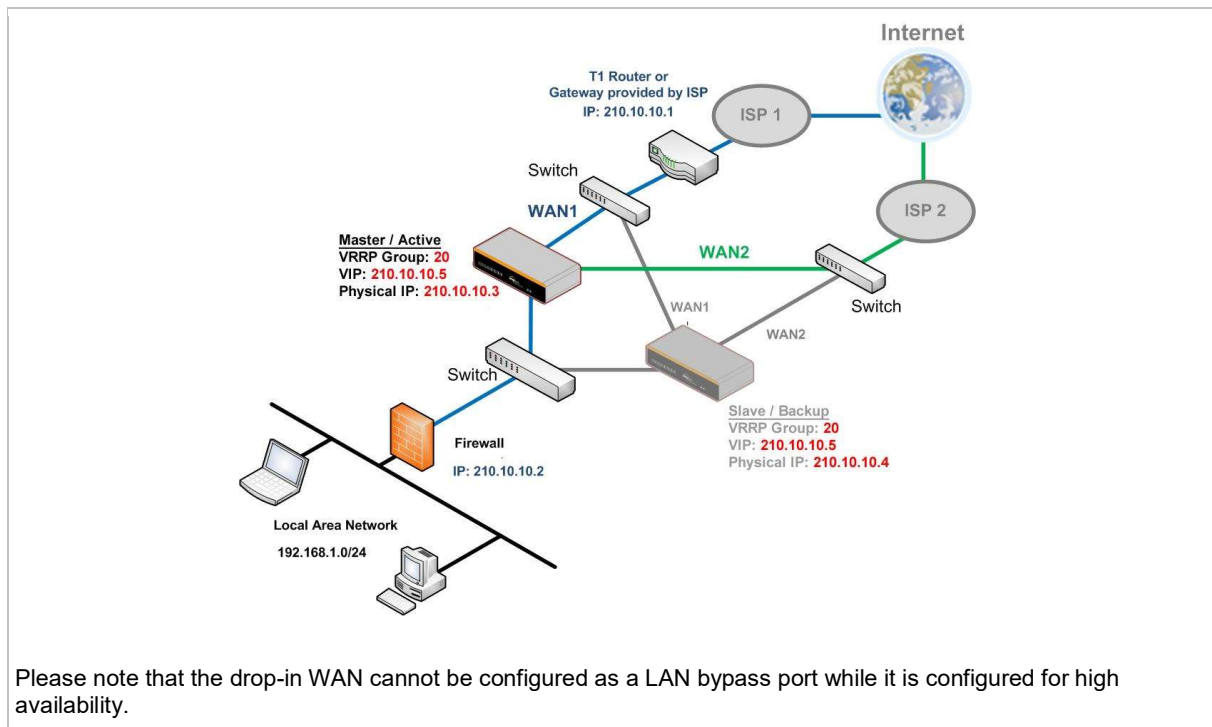 Internet
T1 Router or
Gateway provided by ISP
IP: 210.10.10.1
ISP 1
Switch
WAN1
ISP 2
Master / Active
VRRP Group: 20
VIP: 210.10.10.5
Physical IP: 210.10.10.3
WAN2
Switch
WAN1
WAN2
Switch
Slave / Backup
VRRP Group: 20
VIP: 210.10.10.5
Physical IP: 210.10.10.4
Firewall
IP: 210.10.10.2
Local Area Network
192.168.1.0/24
Please note that the drop-in WAN cannot be configured as a LAN bypass port while it is configured for high
availability.